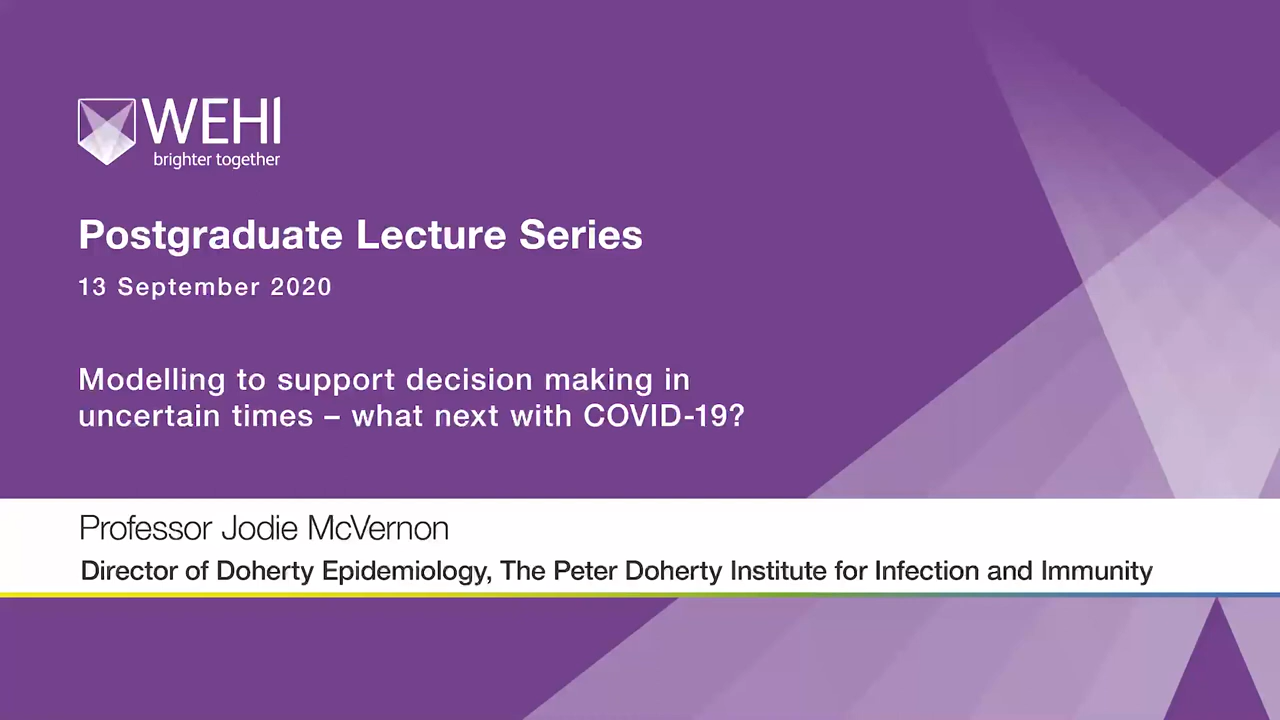 WEHI
brighter together
Postgraduate Lecture Series
13 September 2020
Modelling to support decision making in
uncertain times – what next with COVID-19?
Professor Jodie McVernon
Director of Doherty Epidemiology, The Peter Doherty Institute for Infection and Immunity